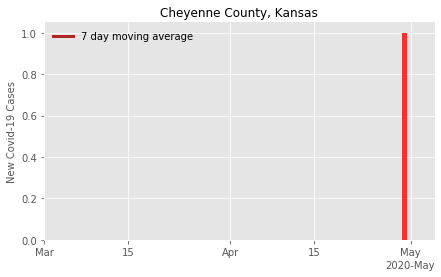 Cheyenne County, Kansas
7 day moving average
New Covid-19 Cases
1.0
0.8
0.6
0.4
0.2
0.0
Mar 15 Apr 15 May
2020-May